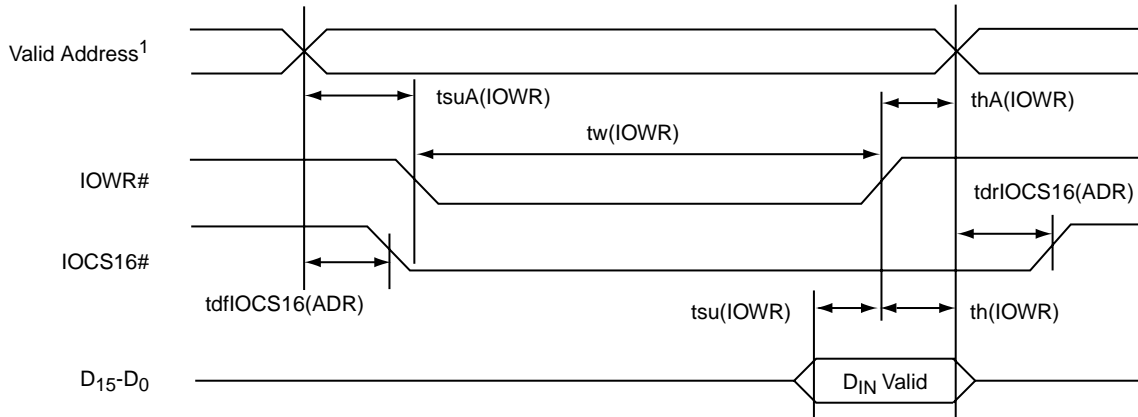 Valid Address1
tsuA(IOWR)
thA(IOWR)
tw(IOWR)
IOWR#
tdrIOCS16(ADR)
IOCS16#
tdfIOCS16(ADR)
tsu(IOWR)
th(IOWR)
D15-D0
DIN Valid